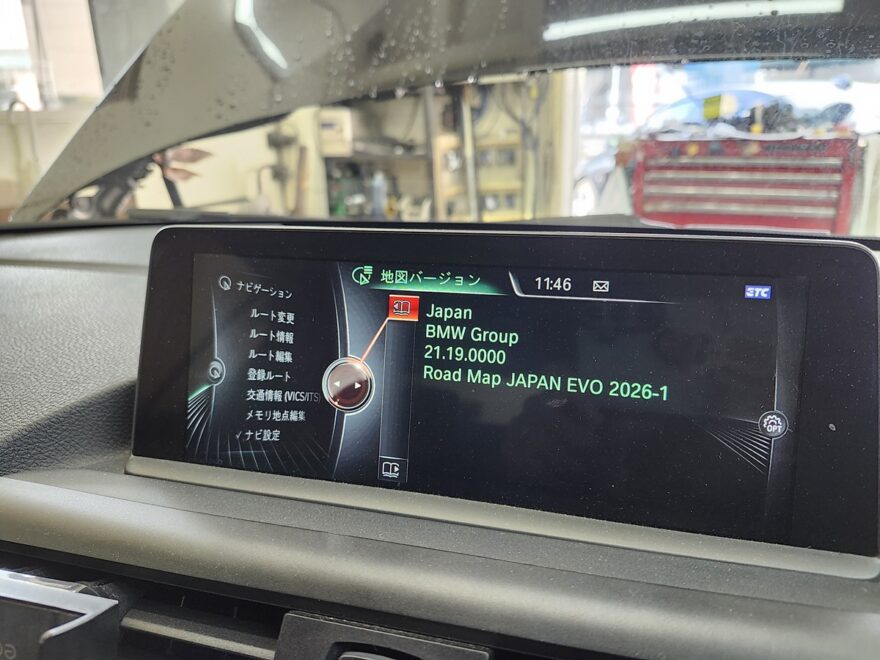 ナビゲーション
ルート変更
ルート情報
ルート編集
登録ルート
交通情報 (VICS/ITS)
メモリ地点編集
✓ナビ設定
地図バージョン
11:46
ETC
Japan
BMW Group
21.19.0000
Road Map JAPAN EVO 2026-1
OPT